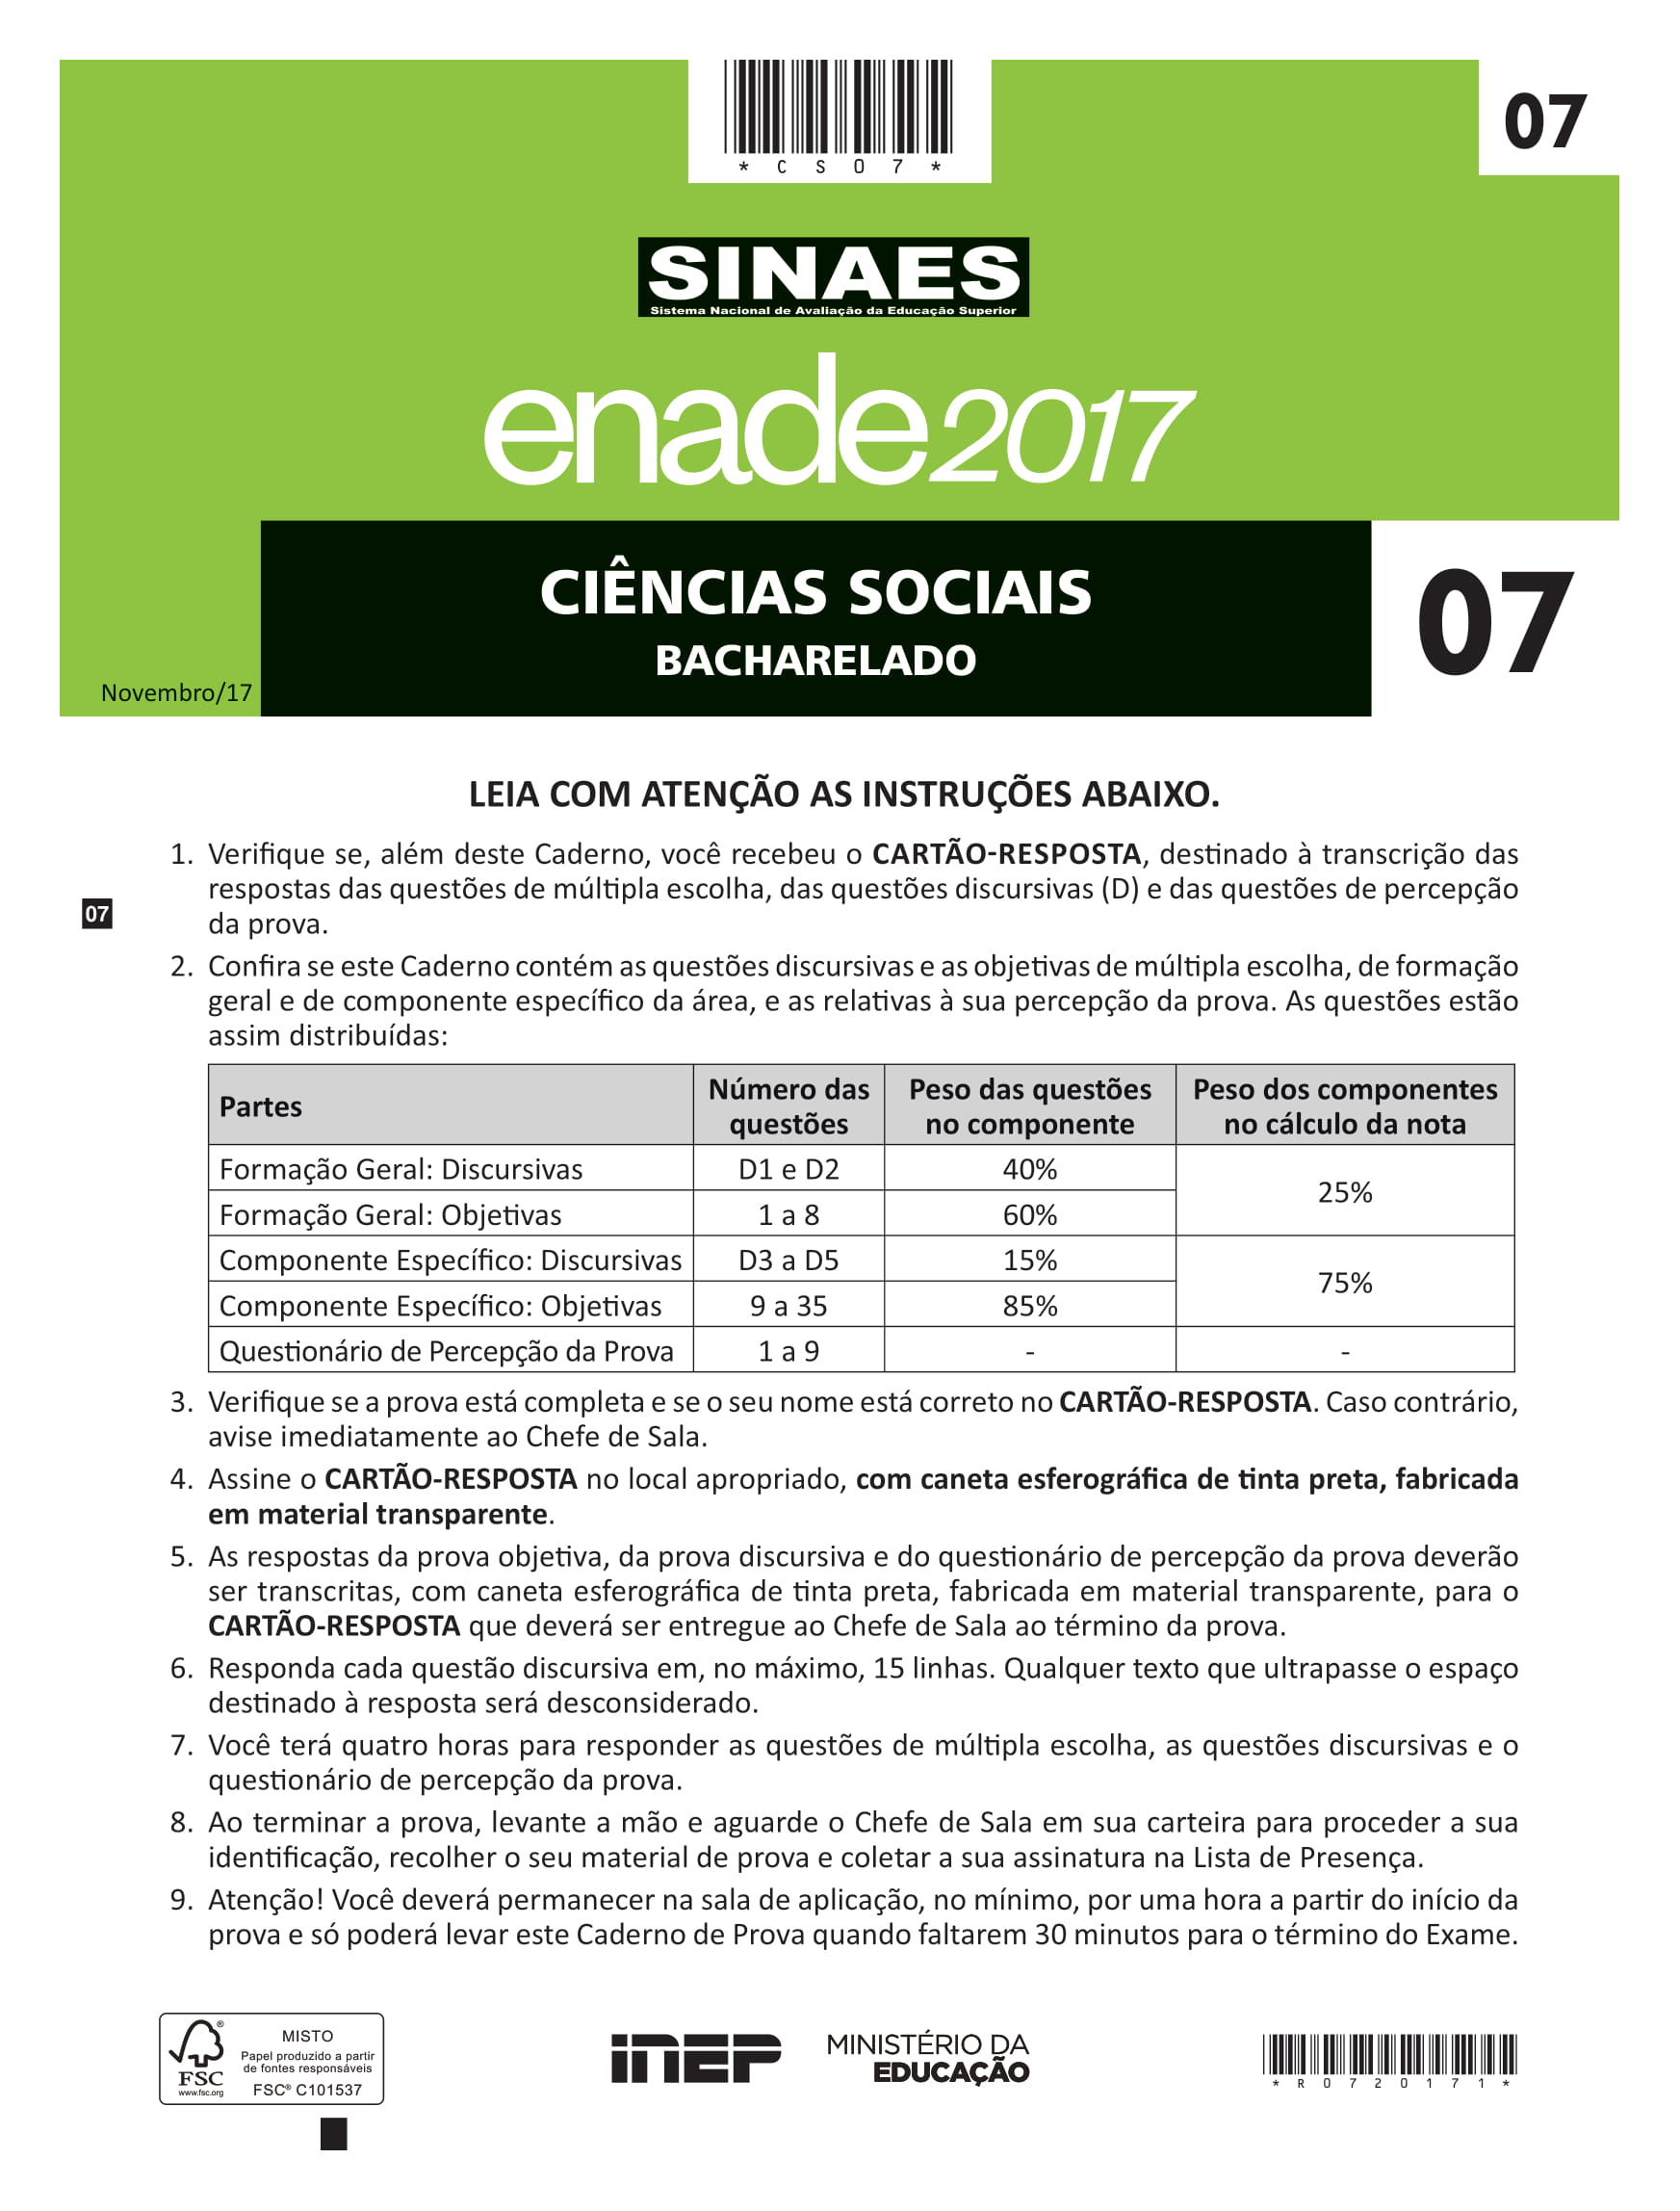 * C S 0 7 *
07
SINAES
Sistema Nacional de Avaliação da Educação Superior
enade2017
CIÊNCIAS SOCIAIS
BACHARELADO
07
Novembro/17
LEIA COM ATENÇÃO AS INSTRUÇÕES ABAIXO.
1. Verifique se, além deste Caderno, você recebeu o CARTÃO-RESPOSTA, destinado à transcrição das
respostas das questões de múltipla escolha, das questões discursivas (D) e das questões de percepção
da prova.
07
2. Confira se este Caderno contém as questões discursivas e as objetivas de múltipla escolha, de formação
geral e de componente específico da área, e as relativas à sua percepção da prova. As questões estão
assim distribuídas:
Partes | Número das questões | Peso das questões no componente | Peso dos componentes no cálculo da nota
Formação Geral: Discursivas | D1 e D2 | 40% | 25%
Formação Geral: Objetivas | 1 a 8 | 60%
Componente Específico: Discursivas | D3 a D5 | 15% | 75%
Componente Específico: Objetivas | 9 a 35 | 85%
Questionário de Percepção da Prova | 1 a 9 | - | -
3. Verifique se a prova está completa e se o seu nome está correto no CARTÃO-RESPOSTA. Caso contrário,
avise imediatamente ao Chefe de Sala.
4. Assine o CARTÃO-RESPOSTA no local apropriado, com caneta esferográfica de tinta preta, fabricada
em material transparente.
5. As respostas da prova objetiva, da prova discursiva e do questionário de percepção da prova deverão
ser transcritas, com caneta esferográfica de tinta preta, fabricada em material transparente, para o
CARTÃO-RESPOSTA que deverá ser entregue ao Chefe de Sala ao término da prova.
6. Responda cada questão discursiva em, no máximo, 15 linhas. Qualquer texto que ultrapasse o espaço
destinado à resposta será desconsiderado.
7. Você terá quatro horas para responder as questões de múltipla escolha, as questões discursivas e o
questionário de percepção da prova.
8. Ao terminar a prova, levante a mão e aguarde o Chefe de Sala em sua carteira para proceder a sua
identificação, recolher o seu material de prova e coletar a sua assinatura na Lista de Presença.
9. Atenção! Você deverá permanecer na sala de aplicação, no mínimo, por uma hora a partir do início da
prova e só poderá levar este Caderno de Prova quando faltarem 30 minutos para o término do Exame.
FSC
www.fsc.org
MISTO
Papel produzido a partir
de fontes responsáveis
FSC® C101537
INEP
MINISTÉRIO DA
EDUCAÇÃO
* R 0 7 2 0 1 7 1 *